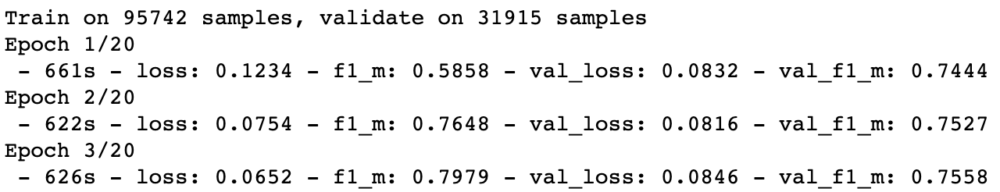 Train on 95742 samples, validate on 31915 samples
Epoch 1/20
 - 661s - loss: 0.1234 - f1_m: 0.5858 - val_loss: 0.0832 - val_f1_m: 0.7444
Epoch 2/20
 - 622s - loss: 0.0754 - f1_m: 0.7648 - val_loss: 0.0816 - val_f1_m: 0.7527
Epoch 3/20
 - 626s - loss: 0.0652 - f1_m: 0.7979 - val_loss: 0.0846 - val_f1_m: 0.7558